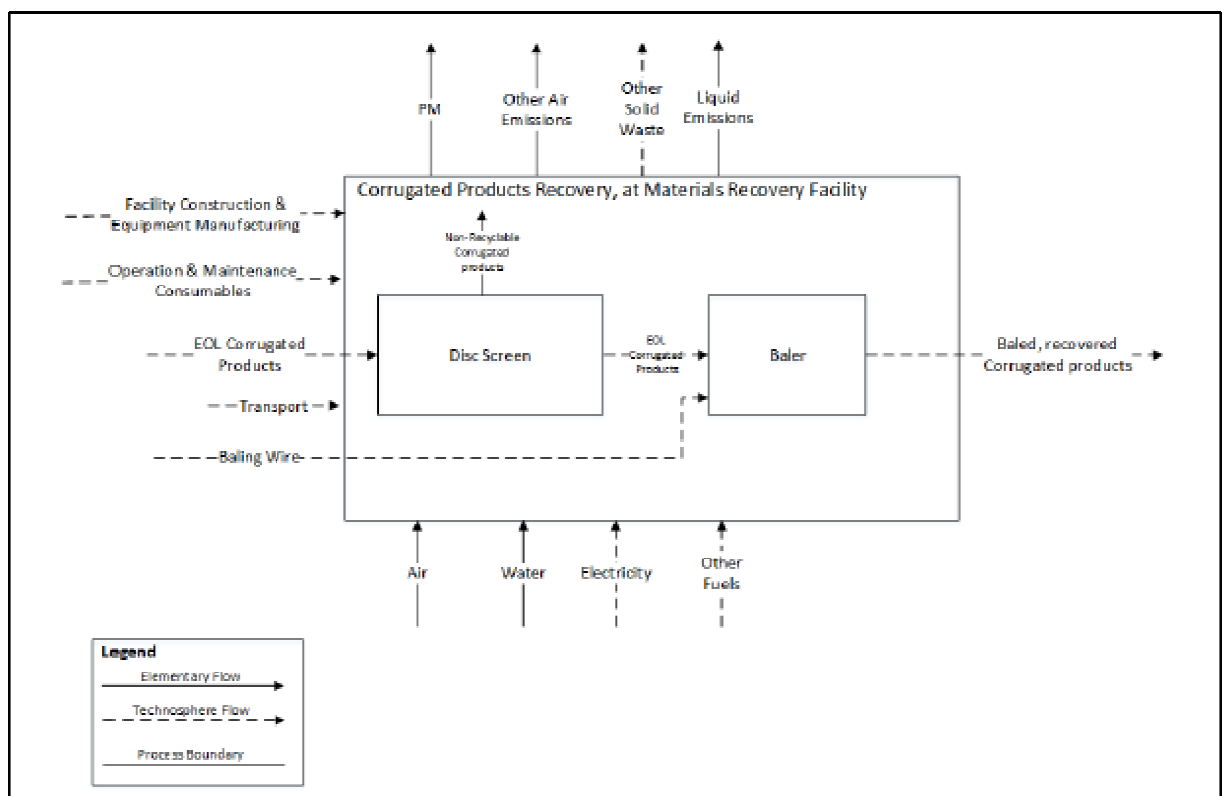 PM
Other Air
Emissions
Other
Solid
Waste
Liquid
Emissions
Corrugated Products Recovery, at Materials Recovery Facility
Facility Construction &
Equipment Manufacturing
Non-Recyclable
Corrugated
products
Operation & Maintenance
Consumables
EOL Corrugated
Products
Disc Screen
EOL
Corrugated
Products
Baler
Baled, recovered
Corrugated products
Transport
Baling Wire
Air
Water
Electricity
Other
Fuels
Legend
Elementary Flow
Technosphere Flow
Process Boundary